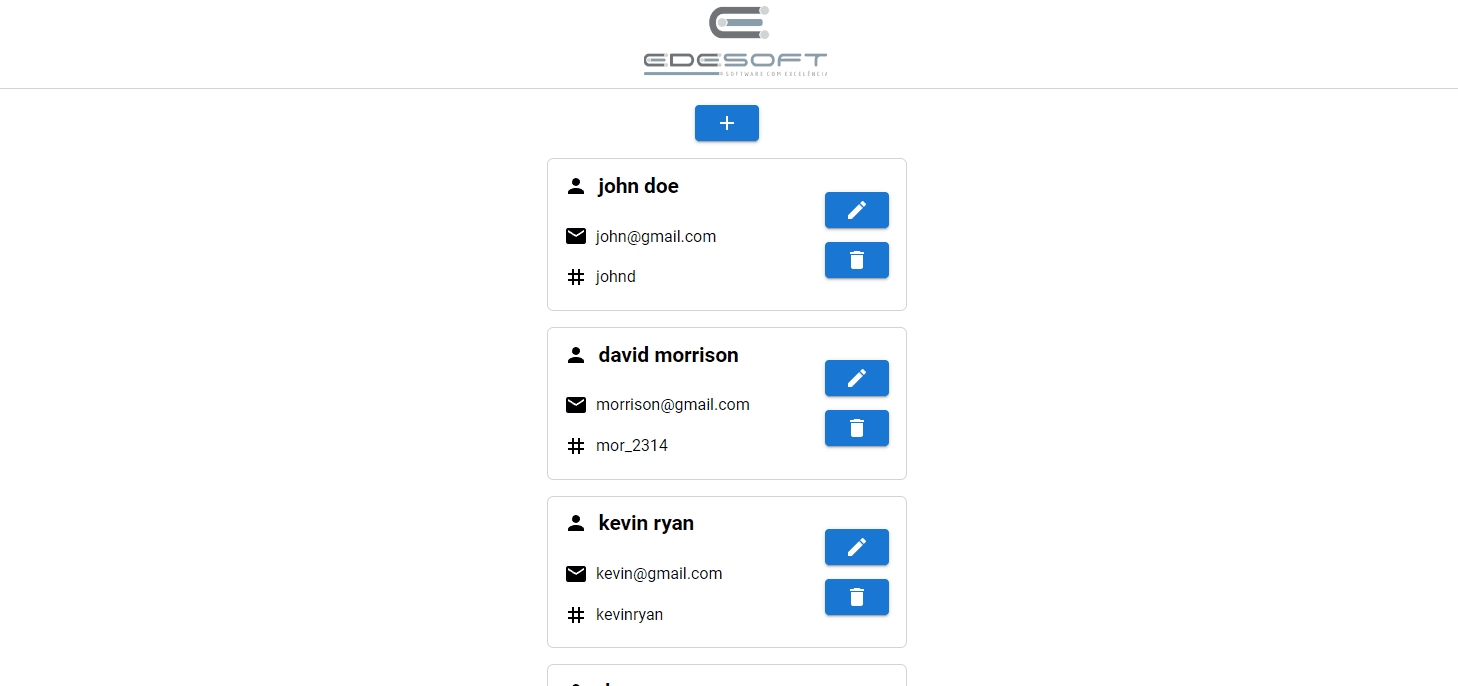 EDESOFT
SOFTWARE COM EXCELÊNCIA
john doe
john@gmail.com
johnd
david morrison
morrison@gmail.com
mor_2314
kevin ryan
kevin@gmail.com
kevinryan